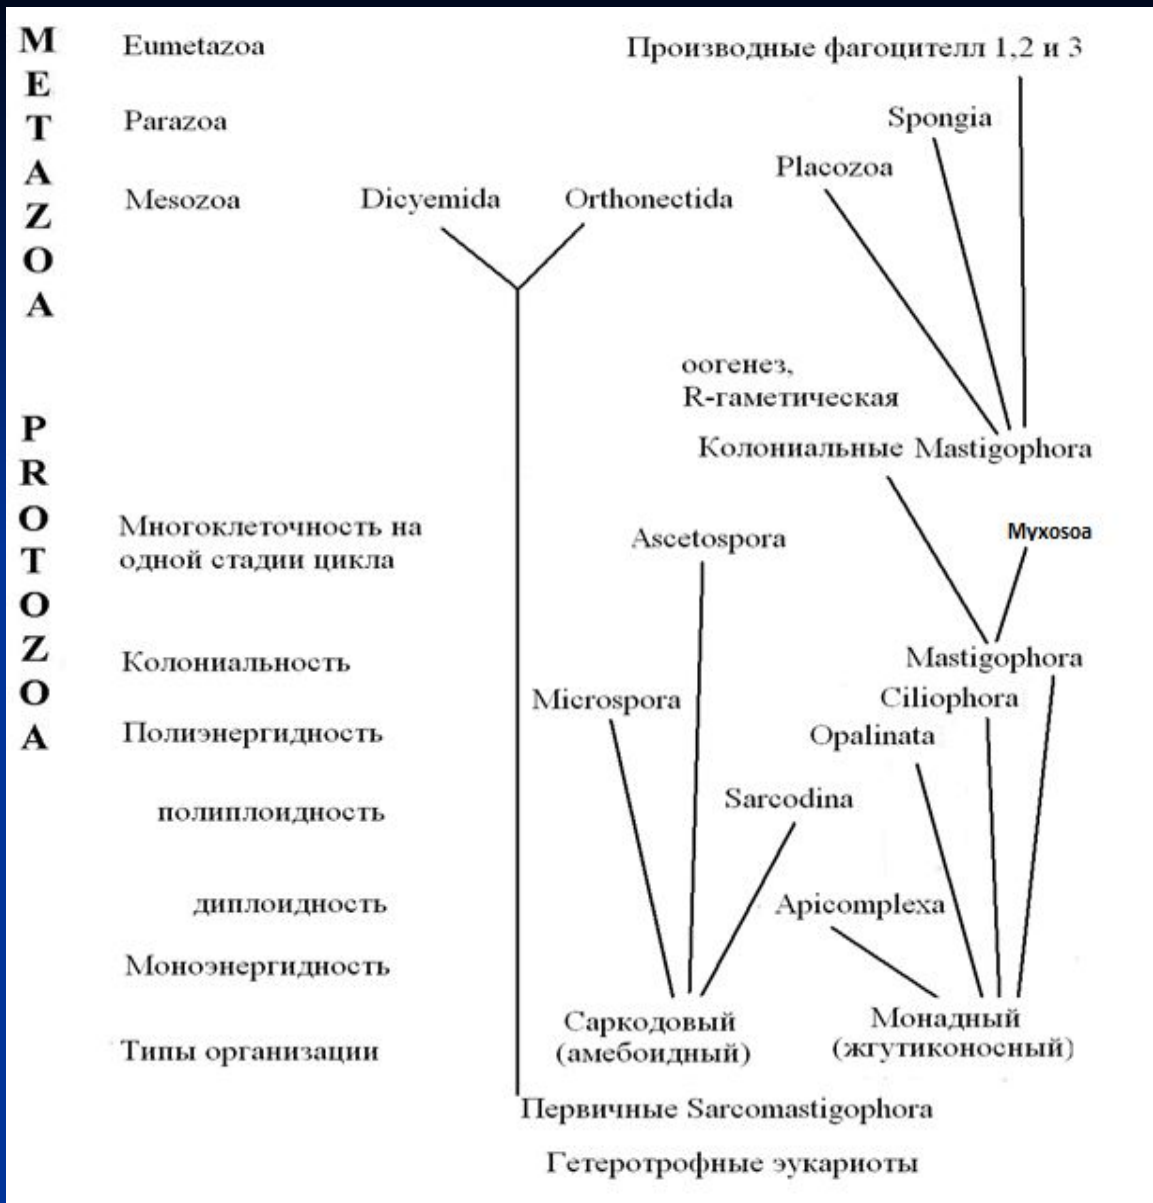 METAZOA
PROTOZOA
Eumetazoa
Производные фагоцителл 1,2 и 3
Parazoa
Spongia
Placozoa
Mesozoa
Dicyemida
Orthonectida
оогенез,
R-гаметическая
Колониальные Mastigophora
Многоклеточность на
одной стадии цикла
Ascetospora
Myxosoa
Колониальность
Mastigophora
Microspora
Ciliophora
Полиэнергидность
Opalinata
полиплоидность
Sarcodina
диплоидность
Apicomplexa
Моноэнергидность
Типы организации
Саркодовый
(амебоидный)
Монадный
(жгутиконосный)
Первичные Sarcomastigophora
Гетеротрофные эукариоты